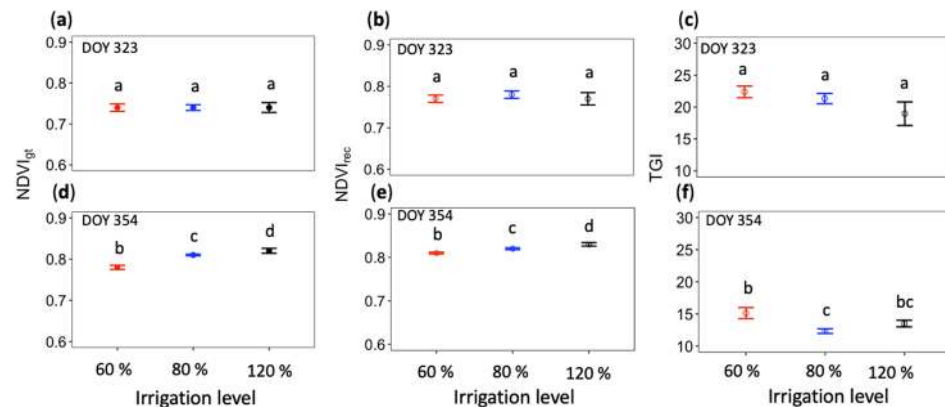 (a)
DOY 323
0.9
0.8
0.7
0.6
a a a
NDVIgt
(b)
DOY 323
0.9
0.8
0.7
0.6
a a a
NDVIrec
(c)
DOY 323
30
25
20
15
10
a a a
TGI
(d)
DOY 354
0.9
0.8
0.7
0.6
b c d
60 % 80 % 120 %
Irrigation level
(e)
DOY 354
0.9
0.8
0.7
0.6
b c d
60 % 80 % 120 %
Irrigation level
(f)
DOY 354
30
25
20
15
10
b c bc
60 % 80 % 120 %
Irrigation level